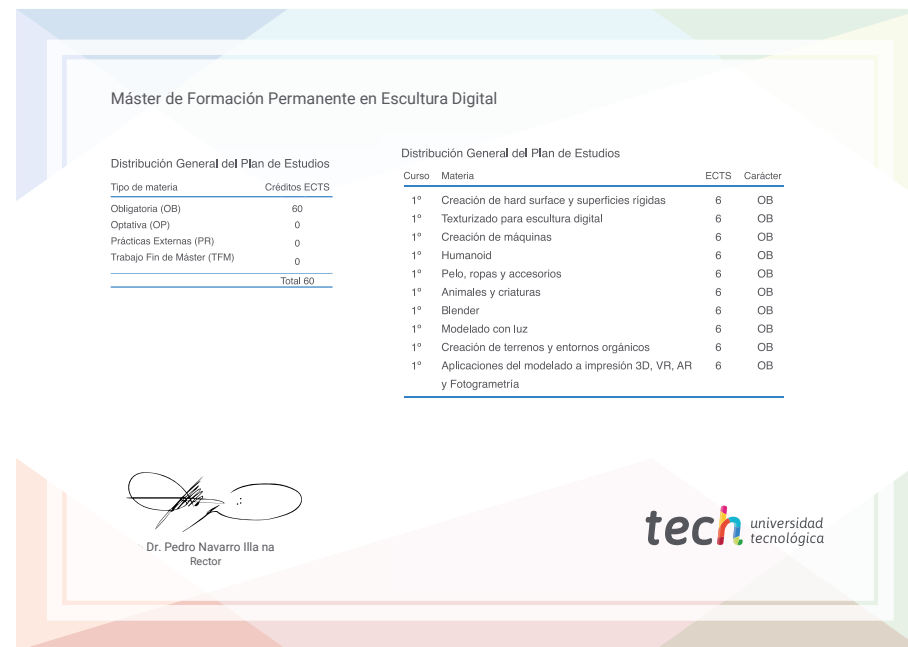 Máster de Formación Permanente en Escultura Digital
Distribución General del Plan de Estudios
Tipo de materia Créditos ECTS
Obligatoria (OB) 60
Optativa (OP) 0
Prácticas Externas (PR) 0
Trabajo Fin de Máster (TFM) 0
Total 60
Distribución General del Plan de Estudios
Curso Materia ECTS Carácter
1º Creación de hard surface y superficies rígidas 6 OB
1º Texturizado para escultura digital 6 OB
1º Creación de máquinas 6 OB
1º Humanoid 6 OB
1º Pelo, ropas y accesorios 6 OB
1º Animales y criaturas 6 OB
1º Blender 6 OB
1º Modelado con luz 6 OB
1º Creación de terrenos y entornos orgánicos 6 OB
1º Aplicaciones del modelado a impresión 3D, VR, AR 6 OB
y Fotogrametría
Dr. Pedro Navarro Illa na
Rector
tech universidad
tecnológica